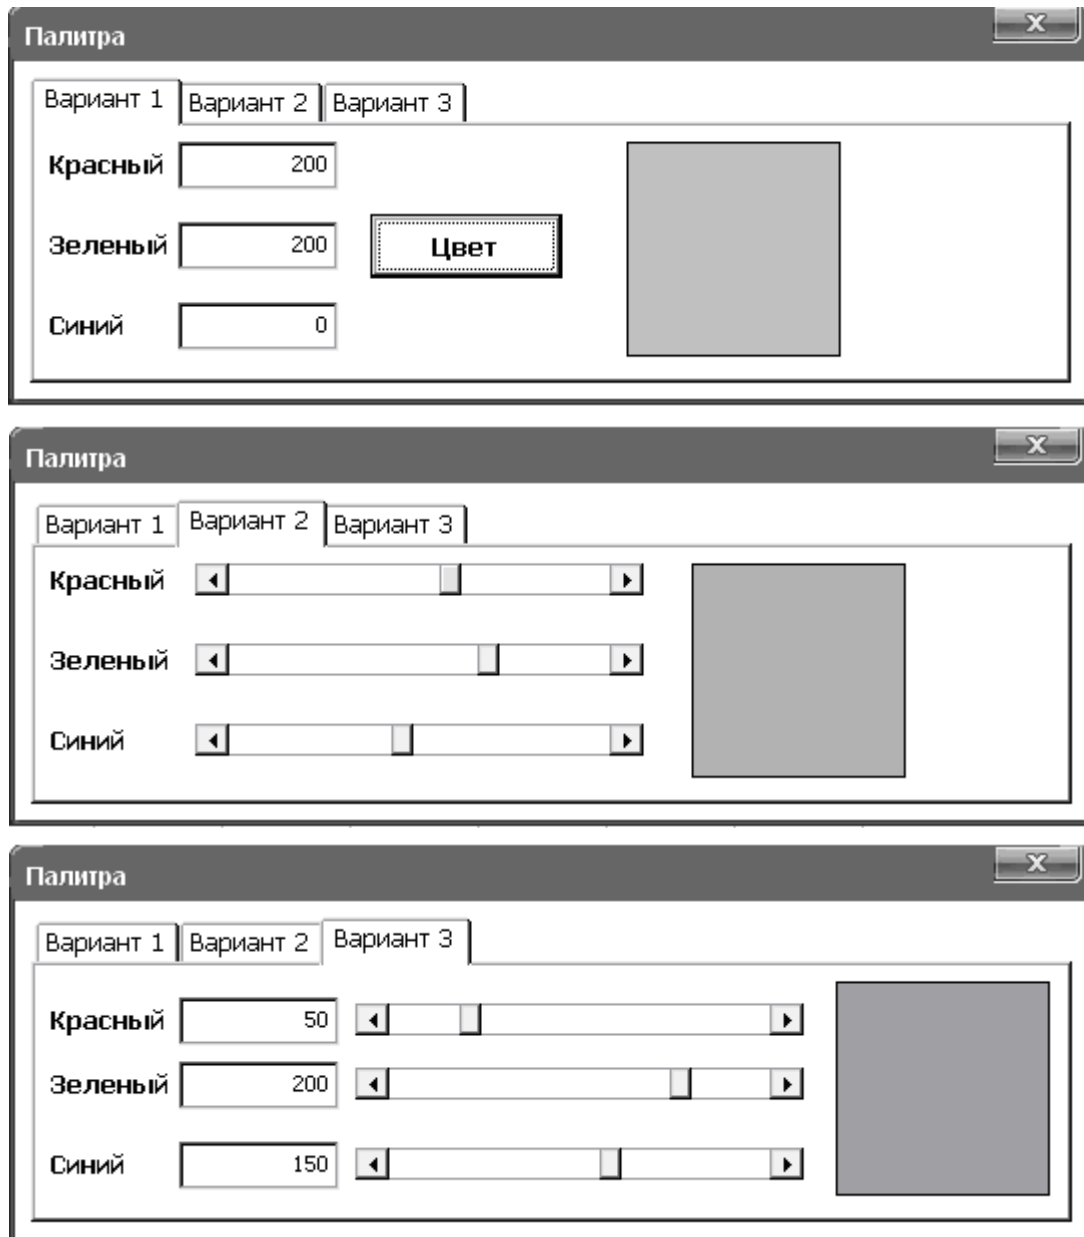 Палитра
X
Вариант 1 Вариант 2 Вариант 3
Красный 200
Зеленый 200 Цвет
Синий 0
Палитра
X
Вариант 1 Вариант 2 Вариант 3
Красный
Зеленый
Синий
Палитра
X
Вариант 1 Вариант 2 Вариант 3
Красный 50
Зеленый 200
Синий 150